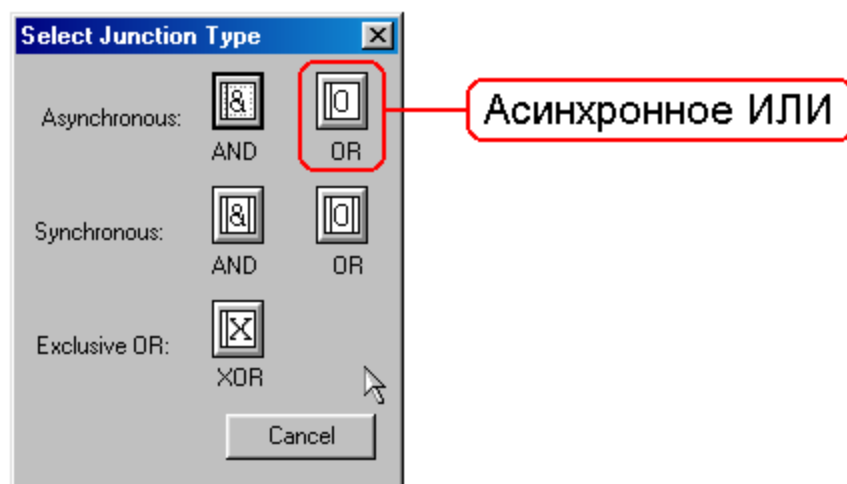 Select Junction Type
Asynchronous:
&
O
Асинхронное ИЛИ
AND
OR
Synchronous:
&
O
AND
OR
Exclusive OR:
X
XOR
Cancel